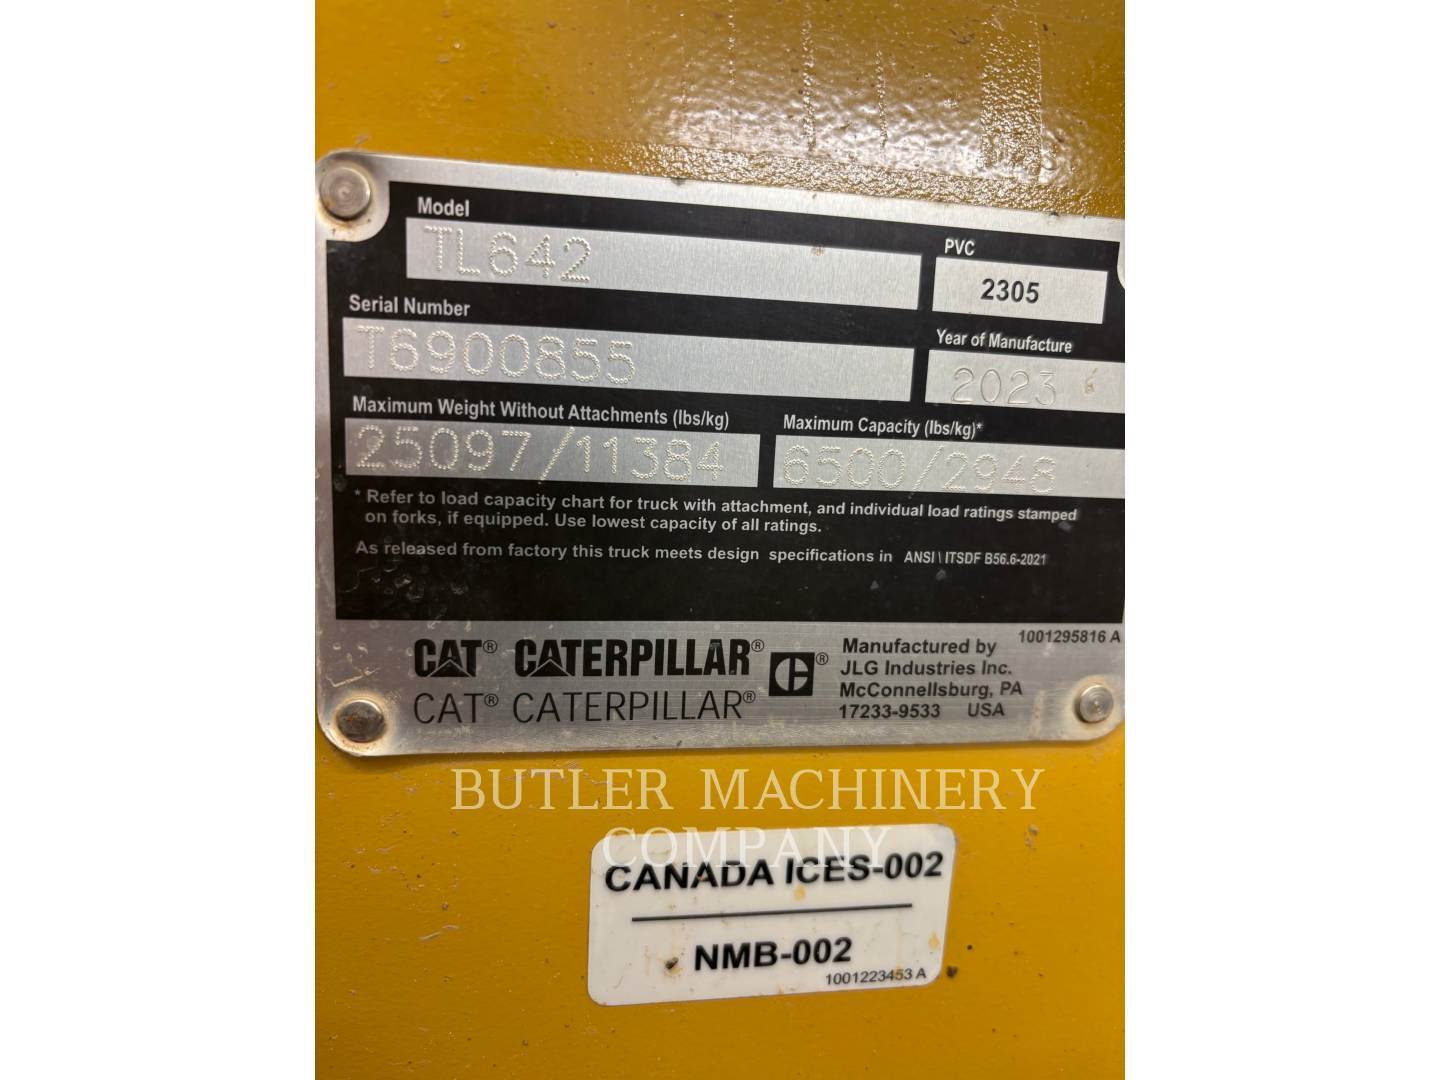 Model
TL642
PVC
2305
Serial Number
T6900855
Year of Manufacture
2023
Maximum Weight Without Attachments (lbs/kg)
25097/11384
Maximum Capacity (lbs/kg)*
6500/2948
* Refer to load capacity chart for truck with attachment, and individual load ratings stamped
on forks, if equipped. Use lowest capacity of all ratings.
As released from factory this truck meets design specifications in ANSI \ ITSDF B56.6-2021
1001295816 A
CAT® CATERPILLAR®
CAT® CATERPILLAR®
C®
Manufactured by
JLG Industries Inc.
McConnellsburg, PA
17233-9533 USA
BUTLER MACHINERY
COMPANY
CANADA ICES-002
NMB-002
1001223453 A